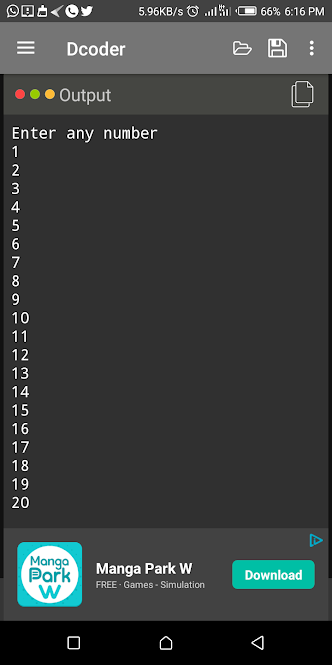 5.96KB/s 66% 6:16 PM
Dcoder
Output
Enter any number
1
2
3
4
5
6
7
8
9
10
11
12
13
14
15
16
17
18
19
20
Manga
Park
W
Manga Park W
FREE · Games - Simulation
Download